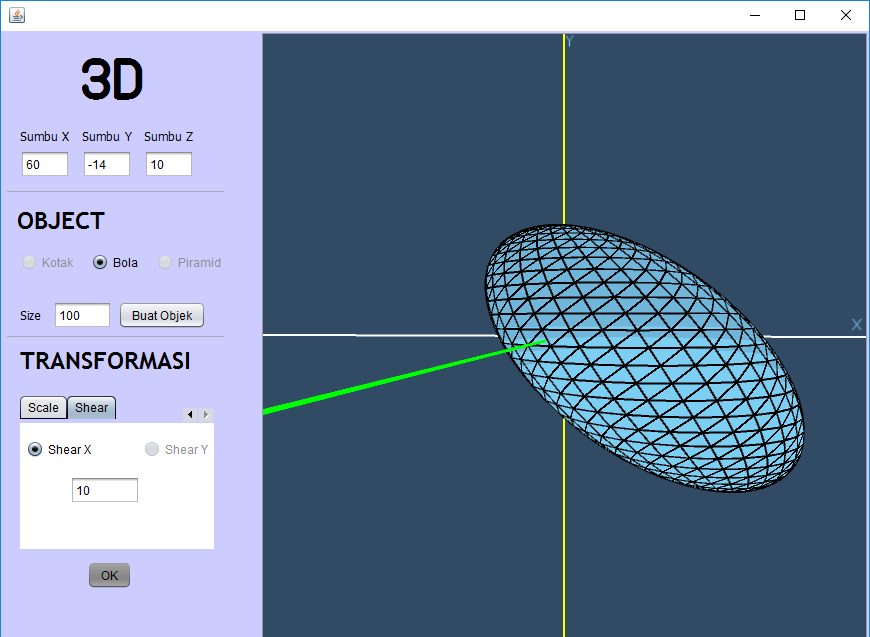 3D
Sumbu X Sumbu Y Sumbu Z
60 -14 10
OBJECT
Kotak Bola Piramid
Size 100 Buat Objek
TRANSFORMASI
Scale Shear
Shear X Shear Y
10
OK
Y
X